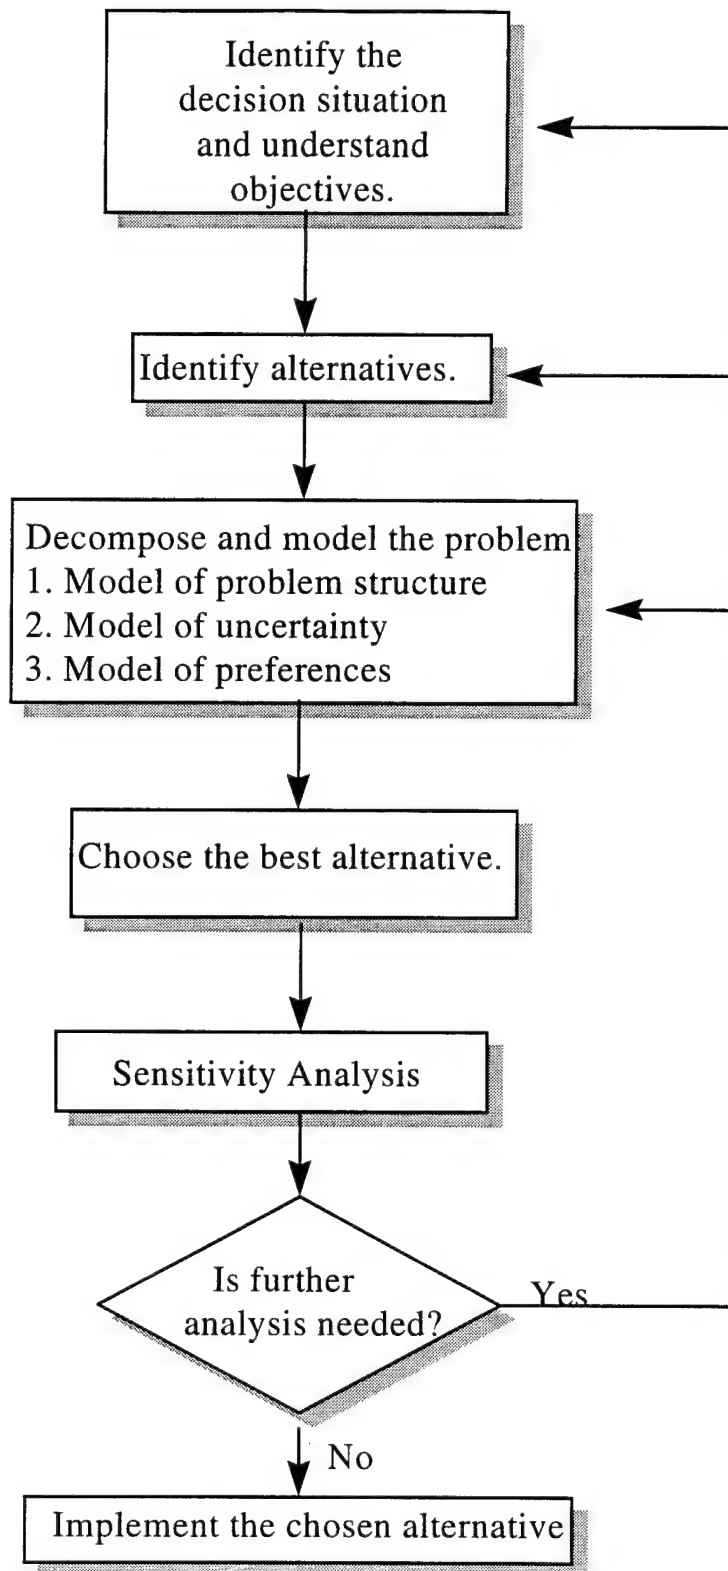 Identify the
decision situation
and understand
objectives.
Identify alternatives.
Decompose and model the problem
1. Model of problem structure
2. Model of uncertainty
3. Model of preferences
Choose the best alternative.
Sensitivity Analysis
Is further
analysis needed?
Yes
No
Implement the chosen alternative